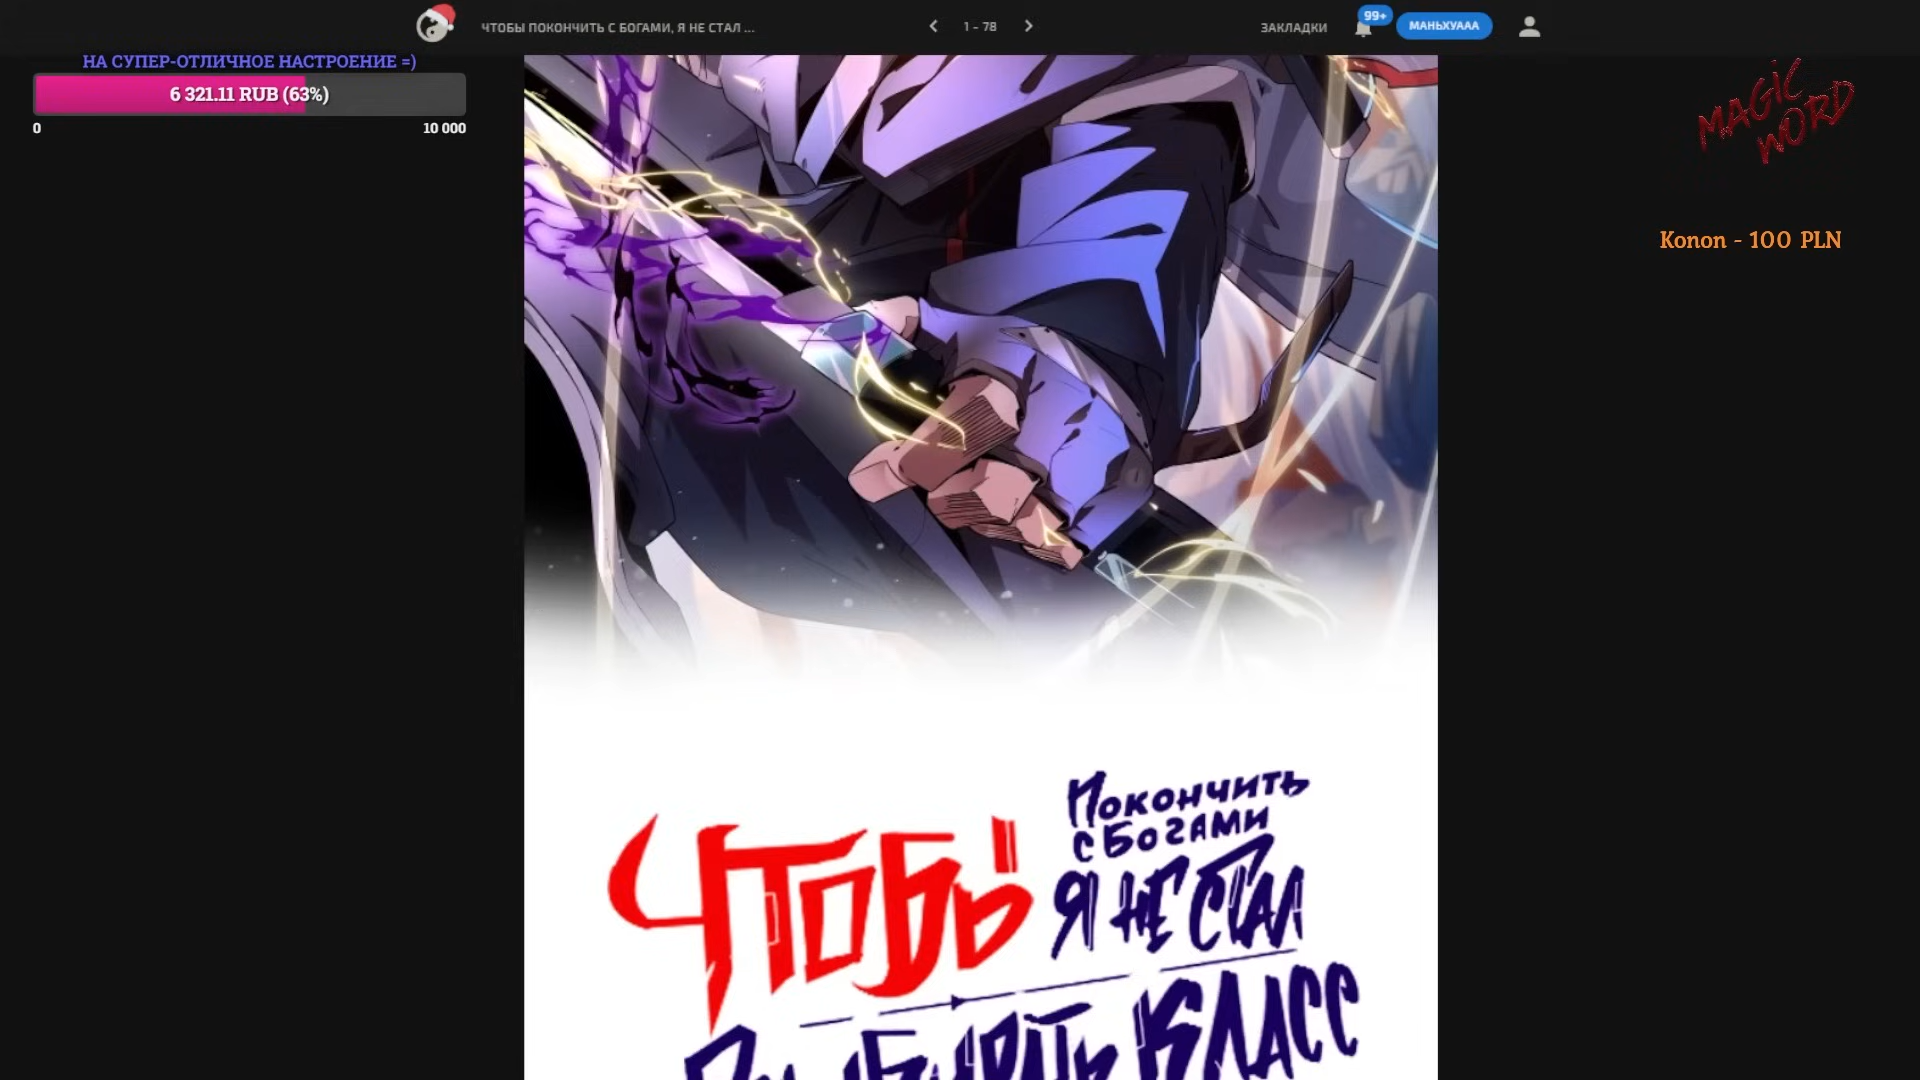 ЧТОБЫ ПОКОНЧИТЬ С БОГАМИ, Я НЕ СТАЛ ...
1 - 78
ЗАКЛАДКИ
99+
МАНЬХУААА
НА СУПЕР-ОТЛИЧНОЕ НАСТРОЕНИЕ =)
6 321.11 RUB (63%)
0
10 000
MAGIC
WORD
Konon - 100 PLN
ЧТОБЫ
ПОКОНЧИТЬ
С БОГАМИ
Я НЕ СТАЛ
ВЫБИРАТЬ КЛАСС